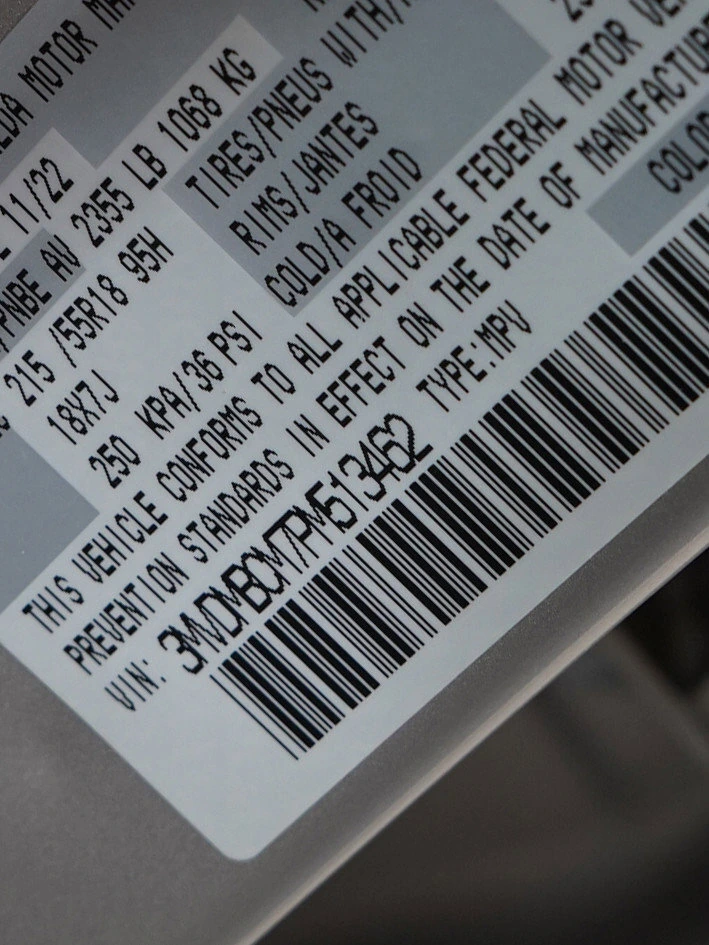 MOTOR
11/22
2355 LB 1068 KG
TIRES/PNEUS WITH/
215 /55R18 95H
RIMS/JANTES
18X7J
COLD/A FROID
250 KPA/36 PSI
THIS VEHICLE CONFORMS TO ALL APPLICABLE FEDERAL MOTOR
PREVENTION STANDARDS IN EFFECT ON THE DATE OF MANUFACTURE
VIN: 3MVDMBCM7PM513462 TYPE:MPV